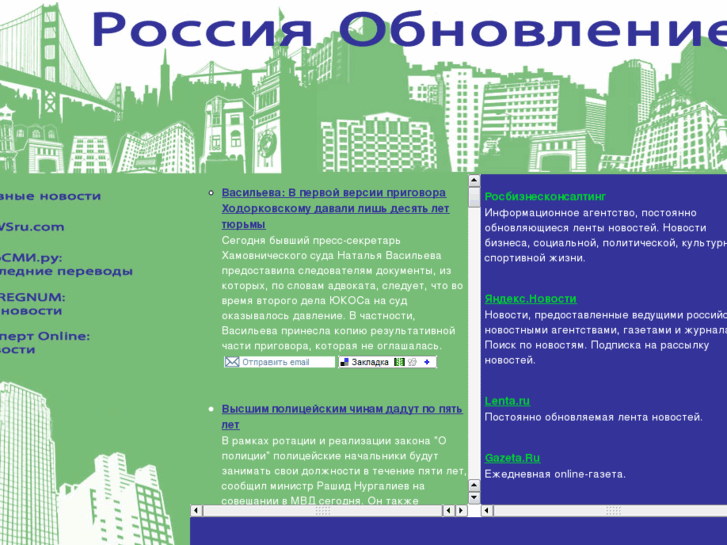 Россия Обновление
вные новости
VSru.com
СМИ.ру:
ледние переводы
REGNUM:
новости
перт Online:
вости
Васильева: В первой версии приговора
Ходорковскому давали лишь десять лет
тюрьмы
Сегодня бывший пресс-секретарь
Хамовнического суда Наталья Васильева
предоставила следователям документы, из
которых, по словам адвоката, следует, что во
время второго дела ЮКОСа на суд
оказывалось давление. В частности,
Васильева принесла копию результативной
части приговора, которая не оглашалась.
Отправить email Закладка
Высшим полицейским чинам дадут по пять
лет
В рамках ротации и реализации закона "О
полиции" полицейские начальники будут
занимать свои должности в течение пяти лет,
сообщил министр Рашид Нургалиев на
совещании в МВД сегодня. Он также
Росбизнесконсалтинг
Информационное агентство, постоянно
обновляющиеся ленты новостей. Новости
бизнеса, социальной, политической, культурн
спортивной жизни.
Яндекс.Новости
Новости, предоставленные ведущими российс
новостными агентствами, газетами и журнала
Поиск по новостям. Подписка на рассылку
новостей.
Lenta.ru
Постоянно обновляемая лента новостей.
Gazeta.Ru
Ежедневная online-газета.